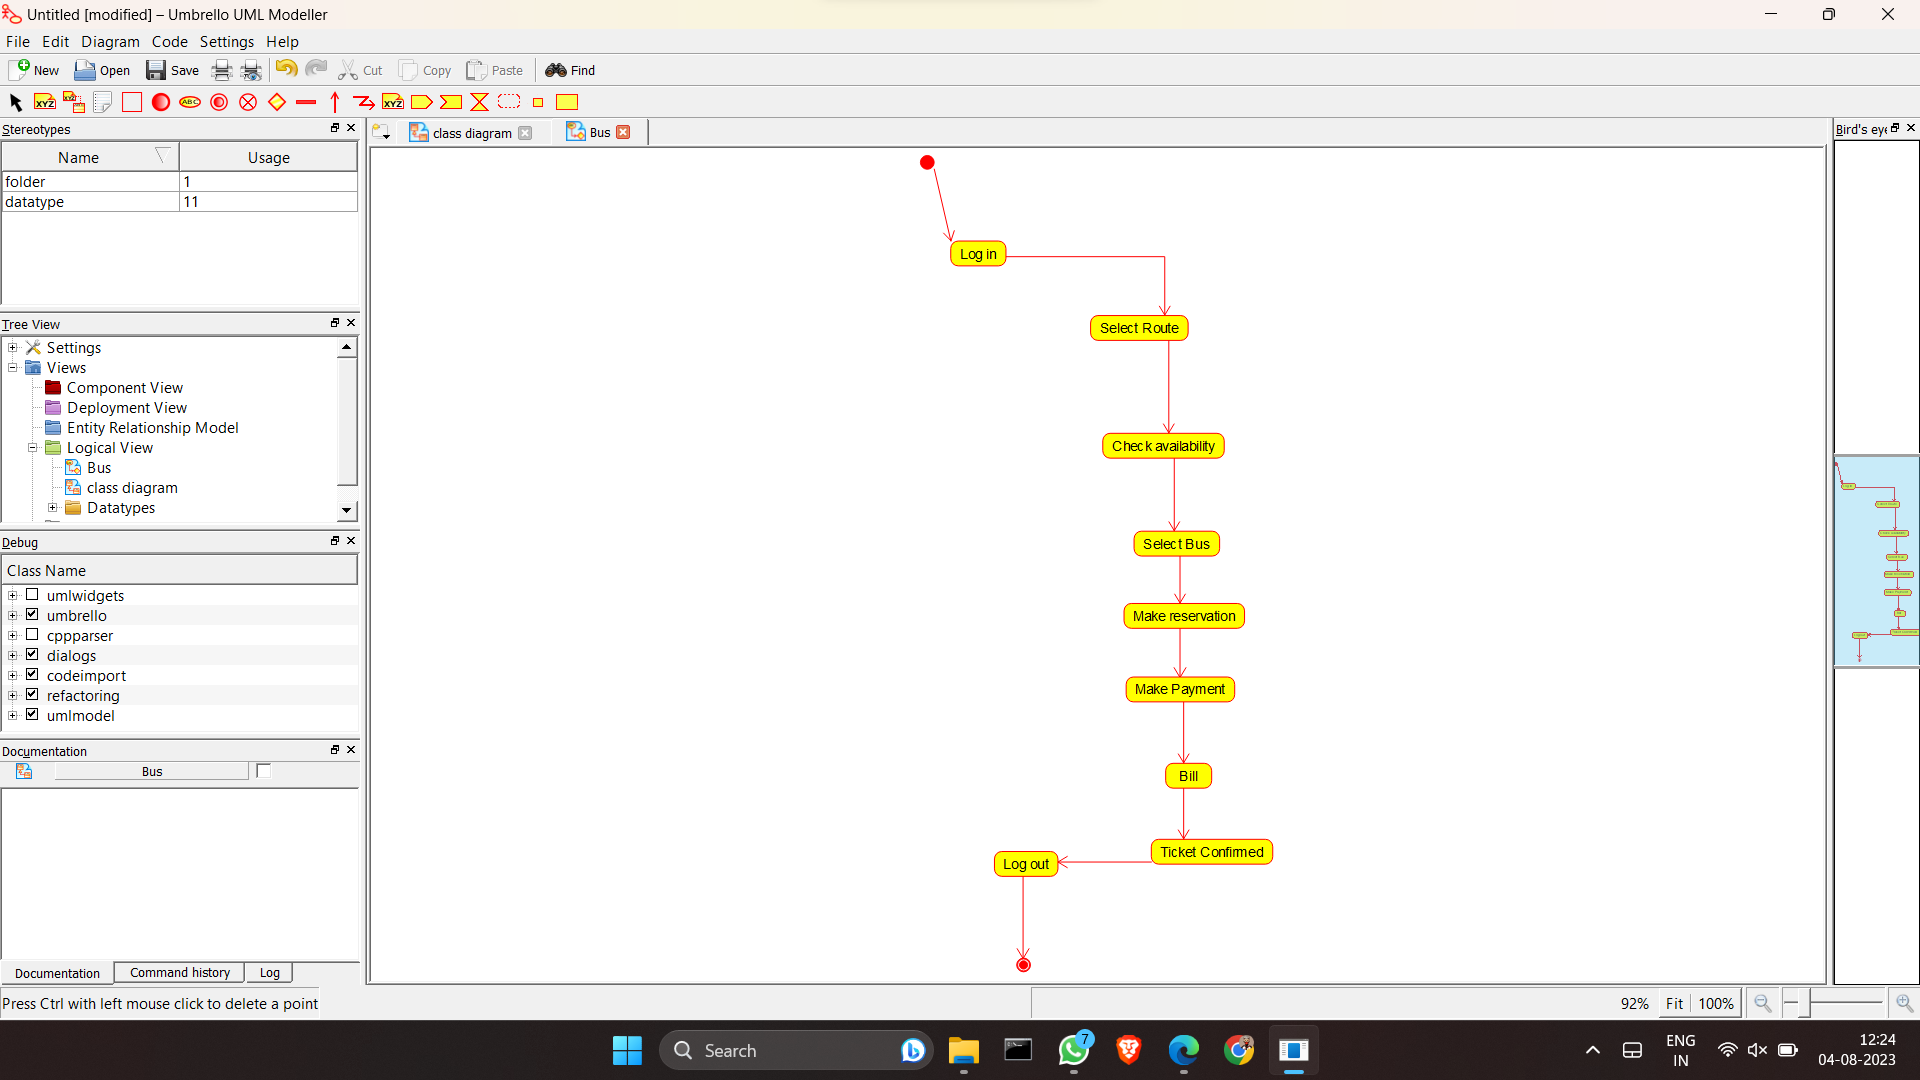 Untitled [modified] – Umbrello UML Modeller
File Edit Diagram Code Settings Help
New Open Save Cut Copy Paste Find
XYZ XYZ ABC XYZ
Stereotypes
Name Usage
folder 1
datatype 11
Tree View
Settings
Views
Component View
Deployment View
Entity Relationship Model
Logical View
Bus
class diagram
Datatypes
Debug
Class Name
umlwidgets
umbrello
cppparser
dialogs
codeimport
refactoring
umlmodel
Documentation
Bus
Documentation Command history Log
Press Ctrl with left mouse click to delete a point
class diagram Bus
Log in
Select Route
Check availability
Select Bus
Make reservation
Make Payment
Bill
Ticket Confirmed
Log out
Bird's eye
92% Fit 100%
Search
7
ENG
IN
12:24
04-08-2023